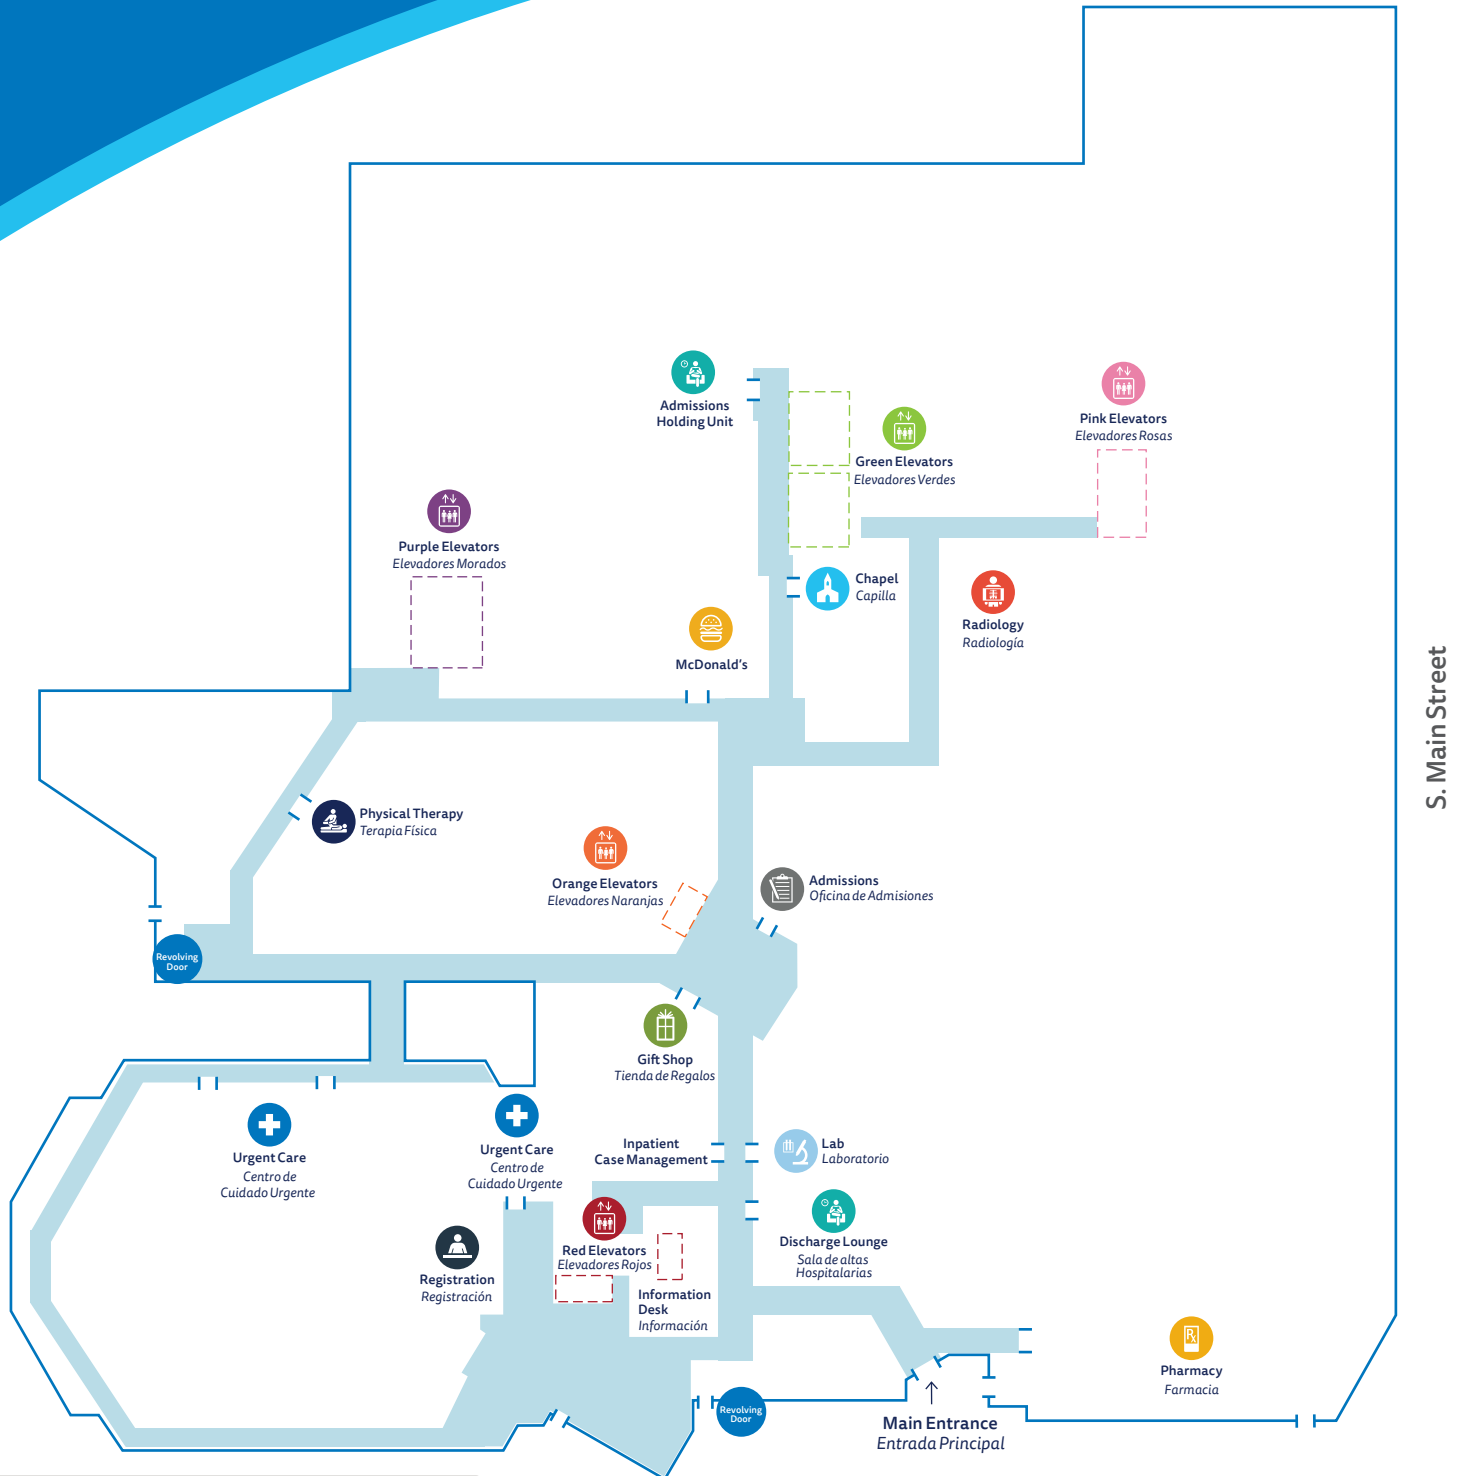 Admissions
Holding Unit
Pink Elevators
Elevadores Rosas
Green Elevators
Elevadores Verdes
Purple Elevators
Elevadores Morados
Chapel
Capilla
Radiology
Radiología
McDonald's
S. Main Street
Physical Therapy
Terapia Física
Orange Elevators
Elevadores Naranjas
Admissions
Oficina de Admisiones
Revolving
Door
Gift Shop
Tienda de Regalos
Urgent Care
Centro de
Cuidado Urgente
Urgent Care
Centro de
Cuidado Urgente
Inpatient
Case Management
Lab
Laboratorio
Registration
Registración
Red Elevators
Elevadores Rojos
Discharge Lounge
Sala de altas
Hospitalarias
Information
Desk
Información
Rx
Pharmacy
Farmacia
Revolving
Door
Main Entrance
Entrada Principal